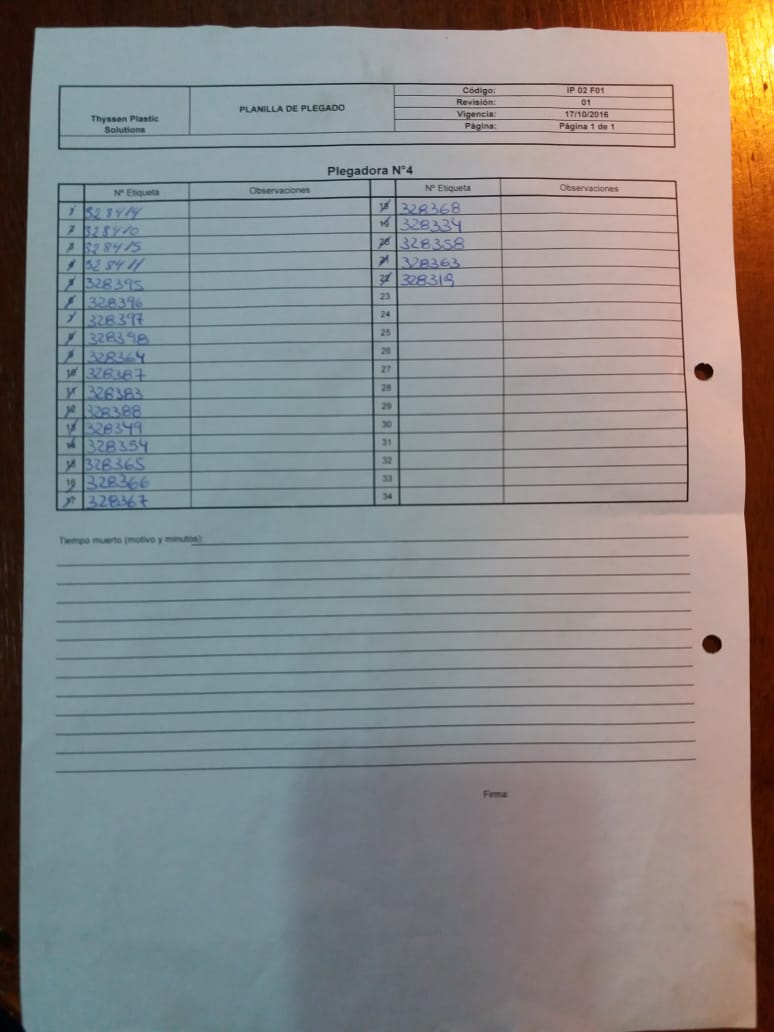 Thyssen Plastic
Solutions
PLANILLA DE PLEGADO
Código: IP 02 F01
Revisión: 01
Vigencia: 17/10/2016
Página: Página 1 de 1
Plegadora N°4
Nº Etiqueta Observaciones Nº Etiqueta Observaciones
1 328414 18 328368
2 328410 19 328334
3 328415 20 328358
4 328411 21 328363
5 328395 22 328319
6 328396 23
7 328397 24
8 328398 25
9 328364 26
10 328387 27
11 328383 28
12 328388 29
13 328349 30
14 328354 31
15 328365 32
16 328366 33
17 328367 34
Tiempo muerto (motivo y minutos):
Firma